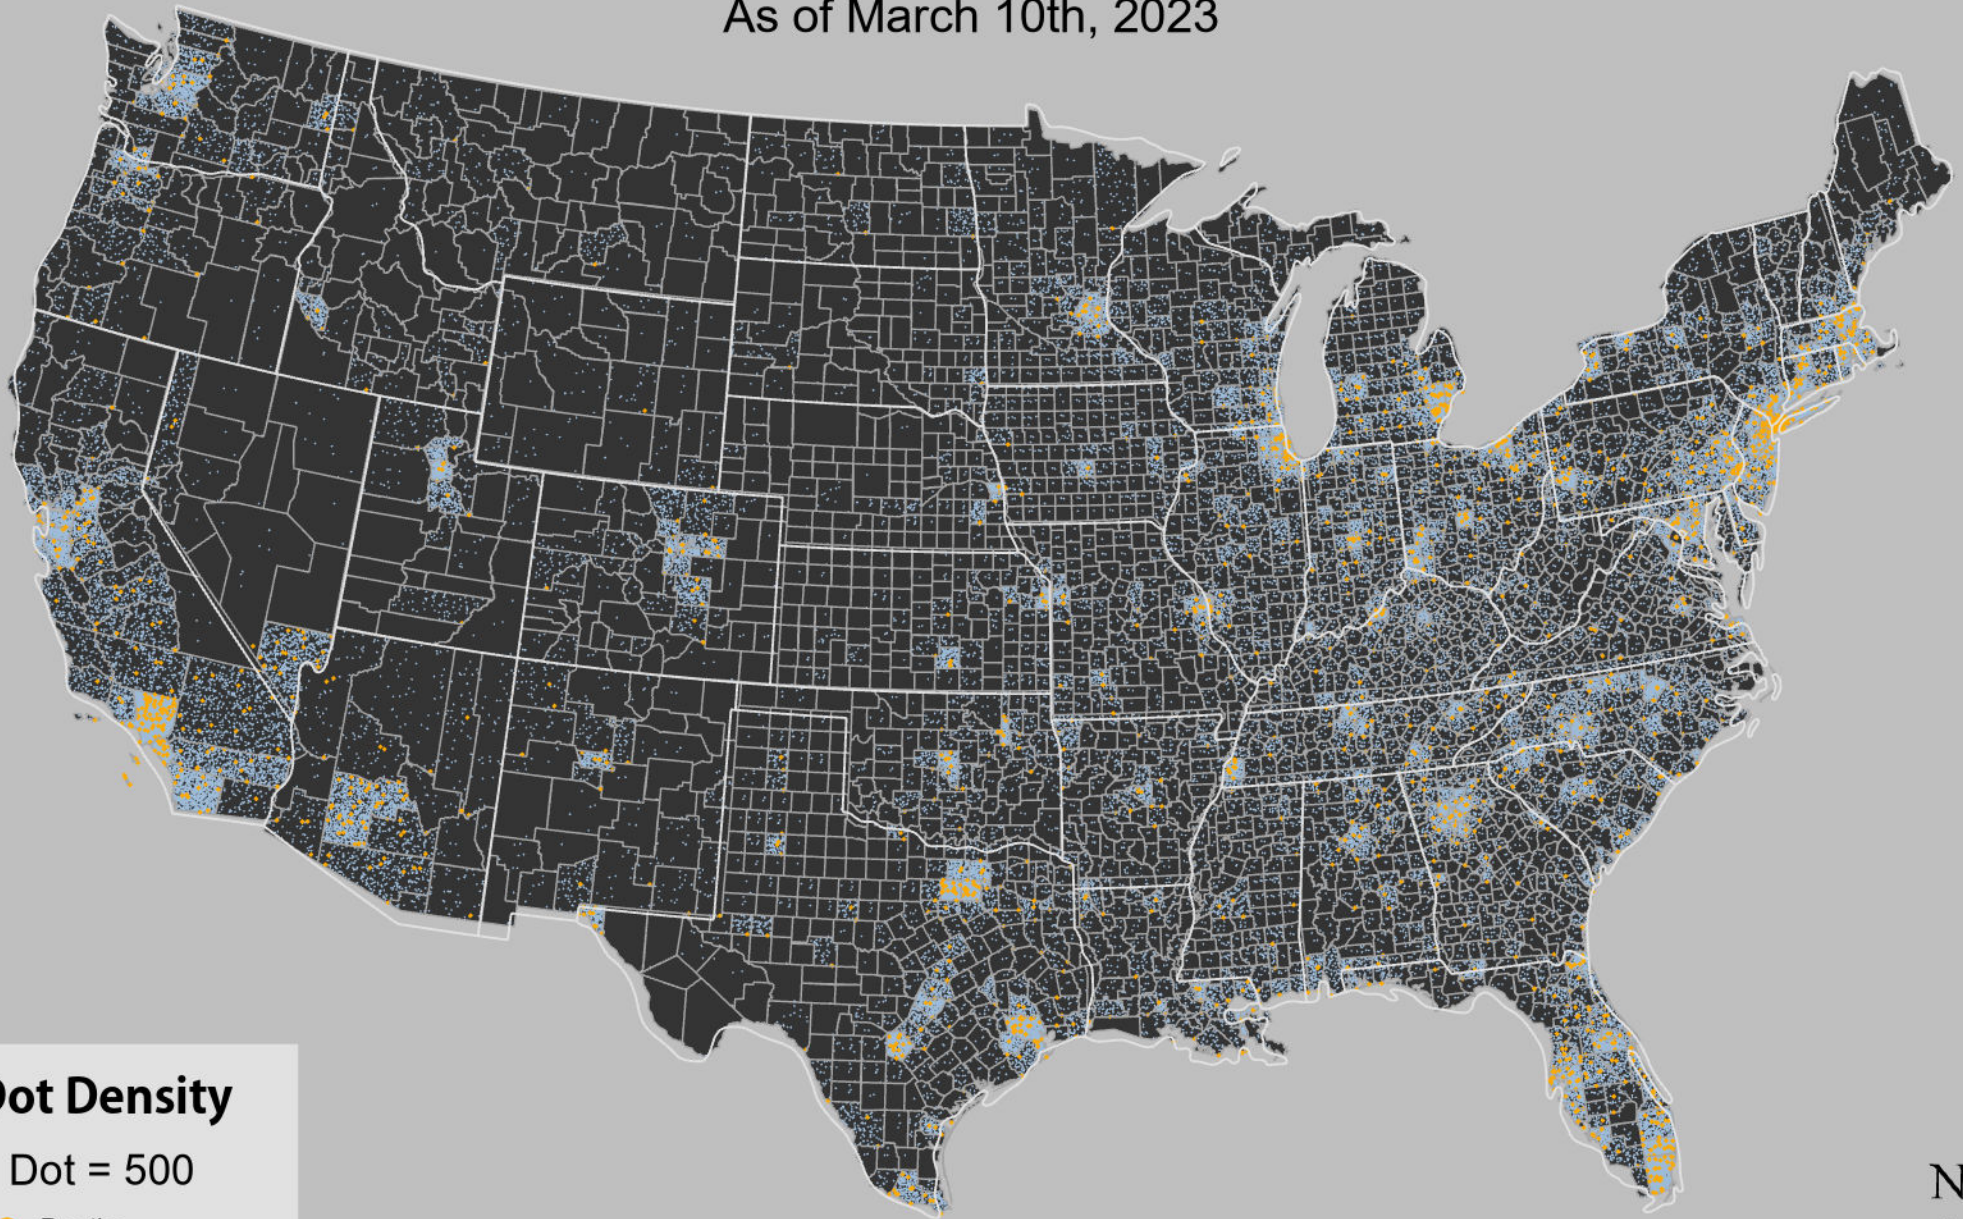 As of March 10th, 2023
Dot Density
Dot = 500
N